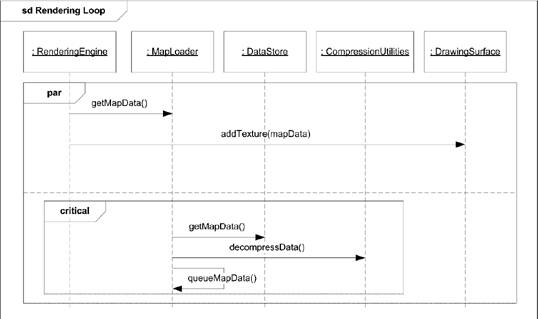 sd Rendering Loop
: RenderingEngine
: MapLoader
: DataStore
: CompressionUtilities
: DrawingSurface
par
getMapData()
addTexture(mapData)
critical
getMapData()
decompressData()
queueMapData()